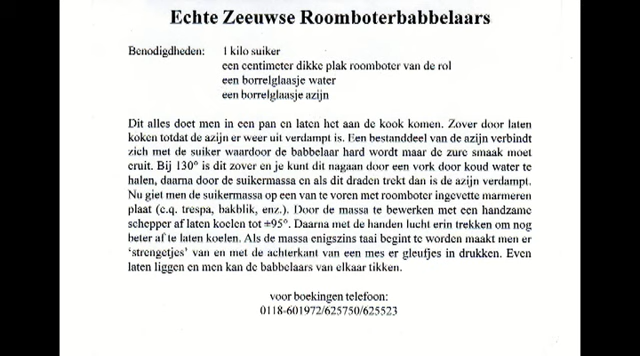 Echte Zeeuwse Roomboterbabbelaars
Benodigdheden: 1 kilo suiker
een centimeter dikke plak roomboter van de rol
een borrelglaasje water
een borrelglaasje azijn
Dit alles doet men in een pan en laten het aan de kook komen. Zover door laten
koken totdat de azijn er weer uit verdampt is. Een bestanddeel van de azijn verbindt
zich met de suiker waardoor de babbelaar hard wordt maar de zure smaak moet
eruit. Bij 130° is dit zover en je kunt dit nagaan door een vork door koud water te
halen, daarna door de suikermassa en als dit draden trekt dan is de azijn verdampt.
Nu giet men de suikermassa op een van te voren met roomboter ingevette marmeren
plaat (c.q. trespa, bakblik, enz.). Door de massa te bewerken met een handzame
schepper af laten koelen tot ±95°. Daarna met de handen lucht erin trekken om nog
beter af te laten koelen. Als de massa enigszins taai begint te worden maakt men er
'strengetjes' van en met de achterkant van een mes er gleufjes in drukken. Even
laten liggen en men kan de babbelaars van elkaar tikken.
voor boekingen telefoon:
0118-601972/625750/625523